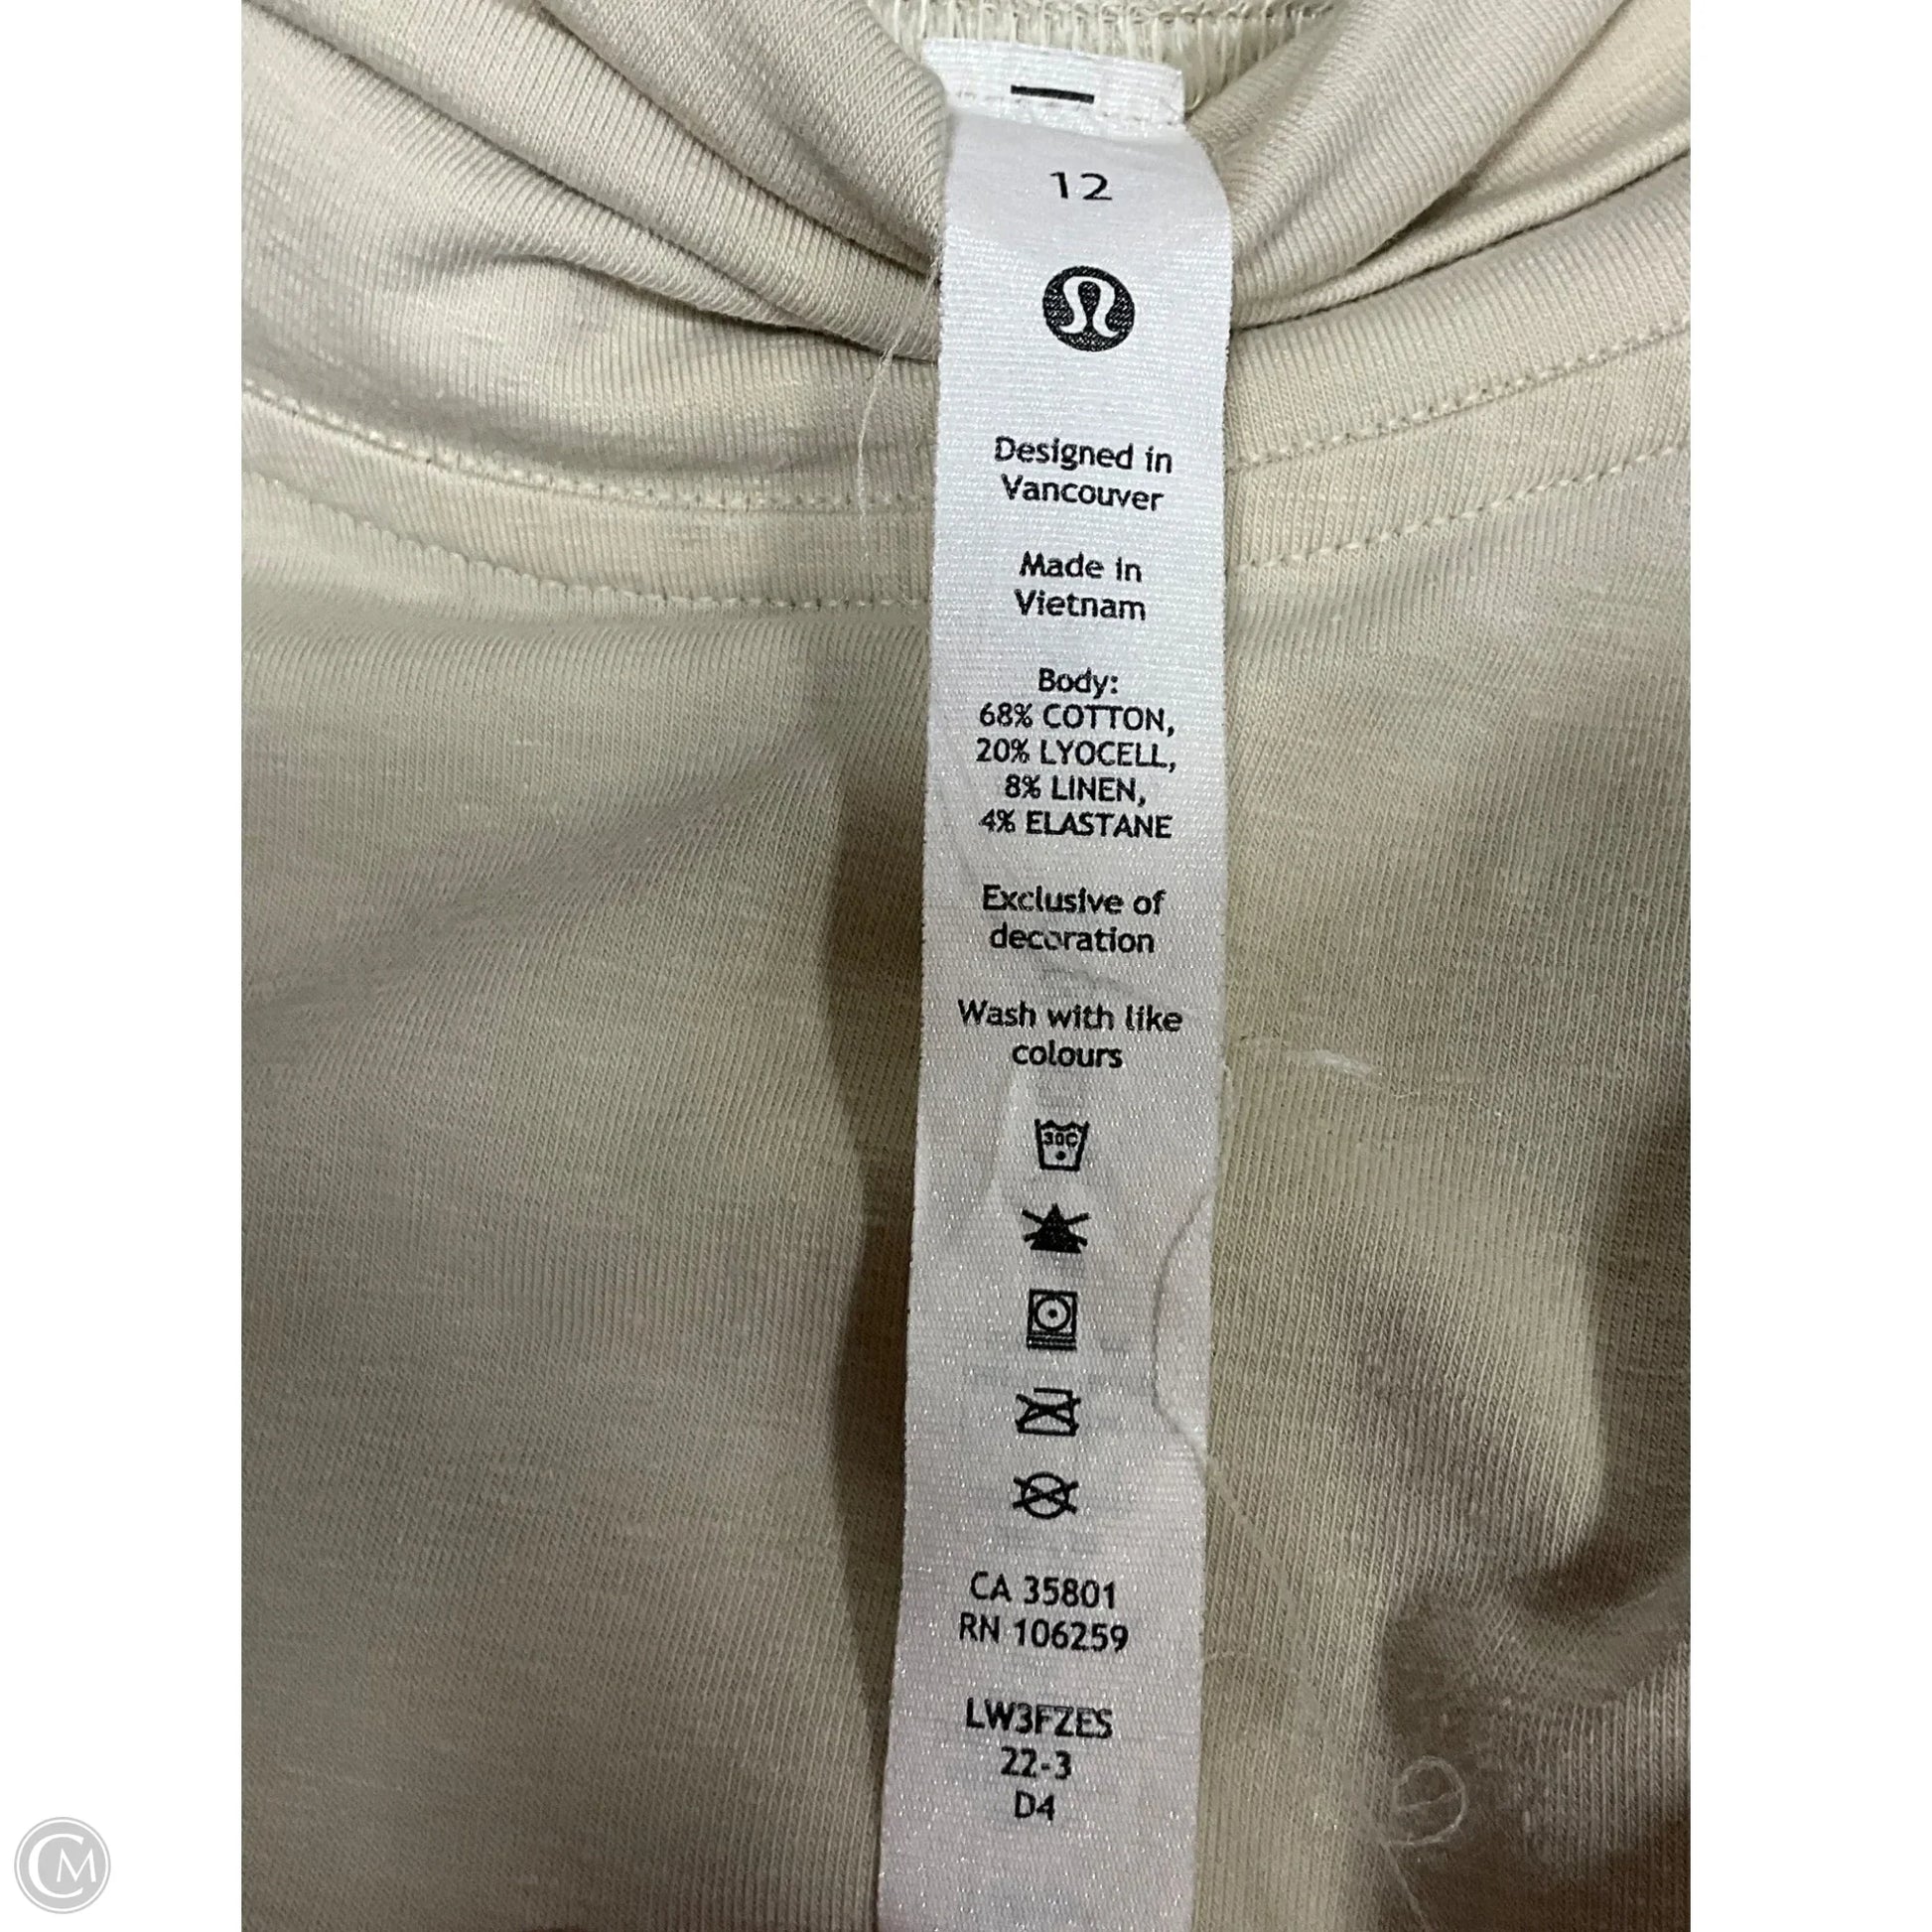 12
Designed in
Vancouver
Made in
Vietnam
Body:
68% COTTON,
20% LYOCELL,
8% LINEN,
4% ELASTANE
Exclusive of
decoration
Wash with like
colours
30C
CA 35801
RN 106259
LW3FZES
22-3
D4
CM